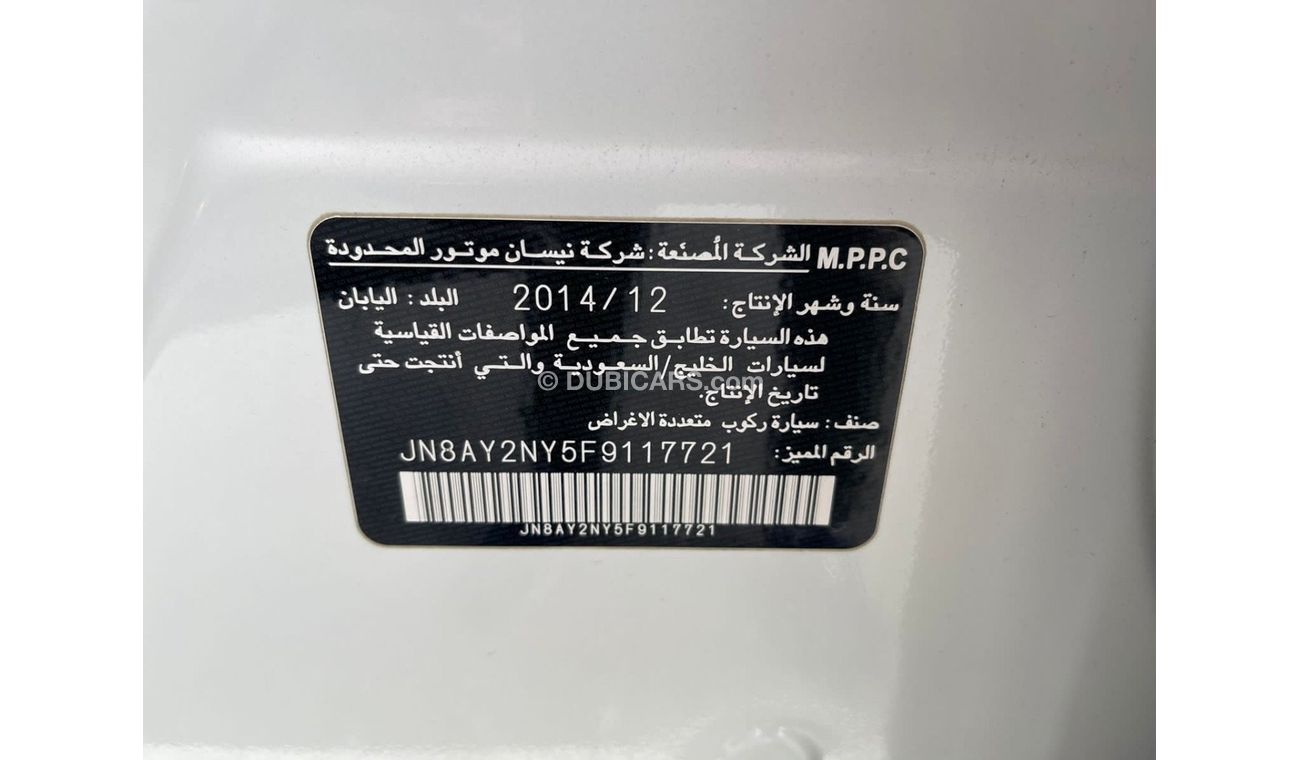 M.P.P.C الشركة المُصنّعة: شركة نيسان موتور المحدودة
سنة وشهر الإنتاج: 2014/12 البلد: اليابان
هذه السيارة تطابق جميع المواصفات القياسية
لسيارات الخليج/السعودية والتي أنتجت حتى
© DUBICARS.com
تاريخ الإنتاج.
صنف: سيارة ركوب متعددة الاغراض
الرقم المميز: JN8AY2NY5F9117721
JN8AY2NY5F9117721